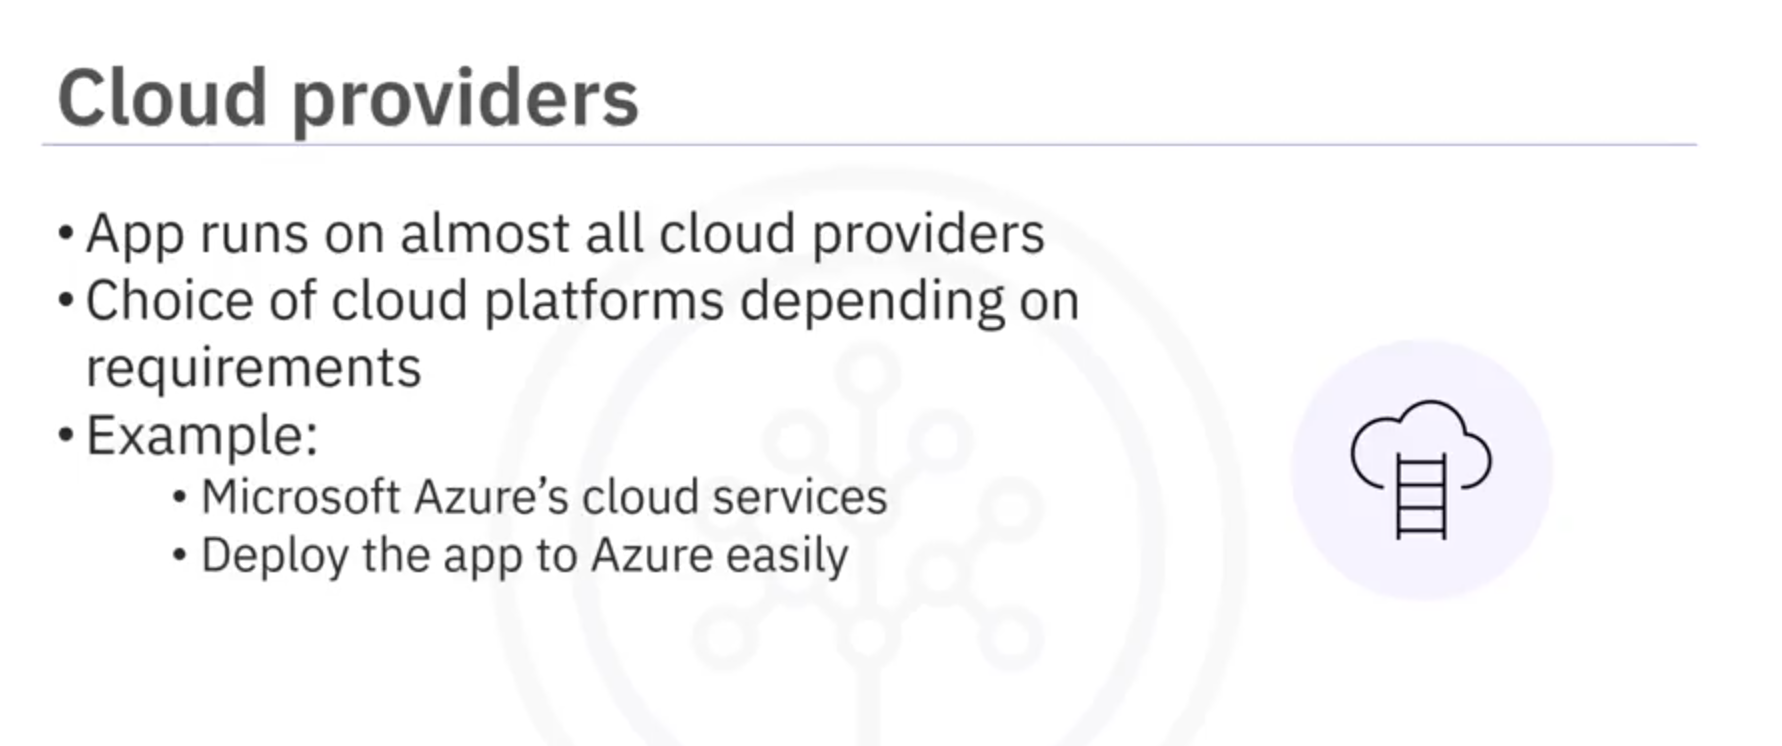 Cloud providers
• App runs on almost all cloud providers
• Choice of cloud platforms depending on
requirements
• Example:
• Microsoft Azure’s cloud services
• Deploy the app to Azure easily